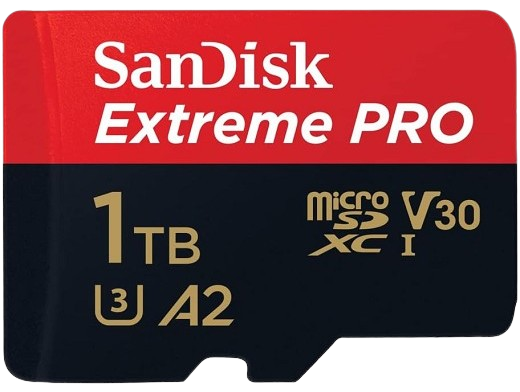 SanDisk
Extreme PRO
1TB
micro SD XC I V30
U3 A2